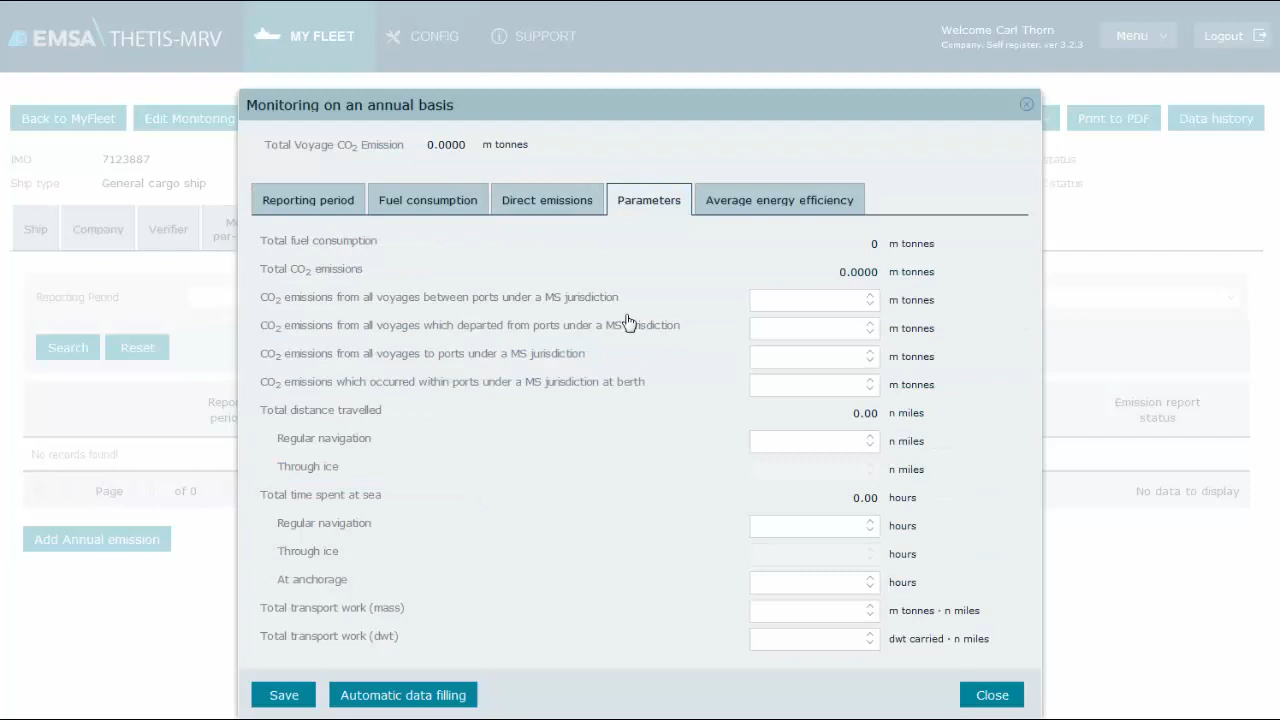 EMSA THETIS-MRV
MY FLEET
CONFIG
SUPPORT
Welcome Carl Thorn
Company. Self register. ver 3.2.3
Menu
Logout
Back to MyFleet
Edit Monitoring
Print to PDF
Data history
IMO 7123887
status
Ship type General cargo ship
status
Ship
Company
Verifier
per-
Reporting Period
Search
Reset
Emission report
status
No records found!
Page of 0
No data to display
Add Annual emission
Monitoring on an annual basis
Total Voyage CO2 Emission 0.0000 m tonnes
Reporting period
Fuel consumption
Direct emissions
Parameters
Average energy efficiency
Total fuel consumption 0 m tonnes
Total CO2 emissions 0.0000 m tonnes
CO2 emissions from all voyages between ports under a MS jurisdiction m tonnes
CO2 emissions from all voyages which departed from ports under a MS jurisdiction m tonnes
CO2 emissions from all voyages to ports under a MS jurisdiction m tonnes
CO2 emissions which occurred within ports under a MS jurisdiction at berth m tonnes
Total distance travelled 0.00 n miles
Regular navigation n miles
Through ice n miles
Total time spent at sea 0.00 hours
Regular navigation hours
Through ice hours
At anchorage hours
Total transport work (mass) m tonnes · n miles
Total transport work (dwt) dwt carried · n miles
Save
Automatic data filling
Close